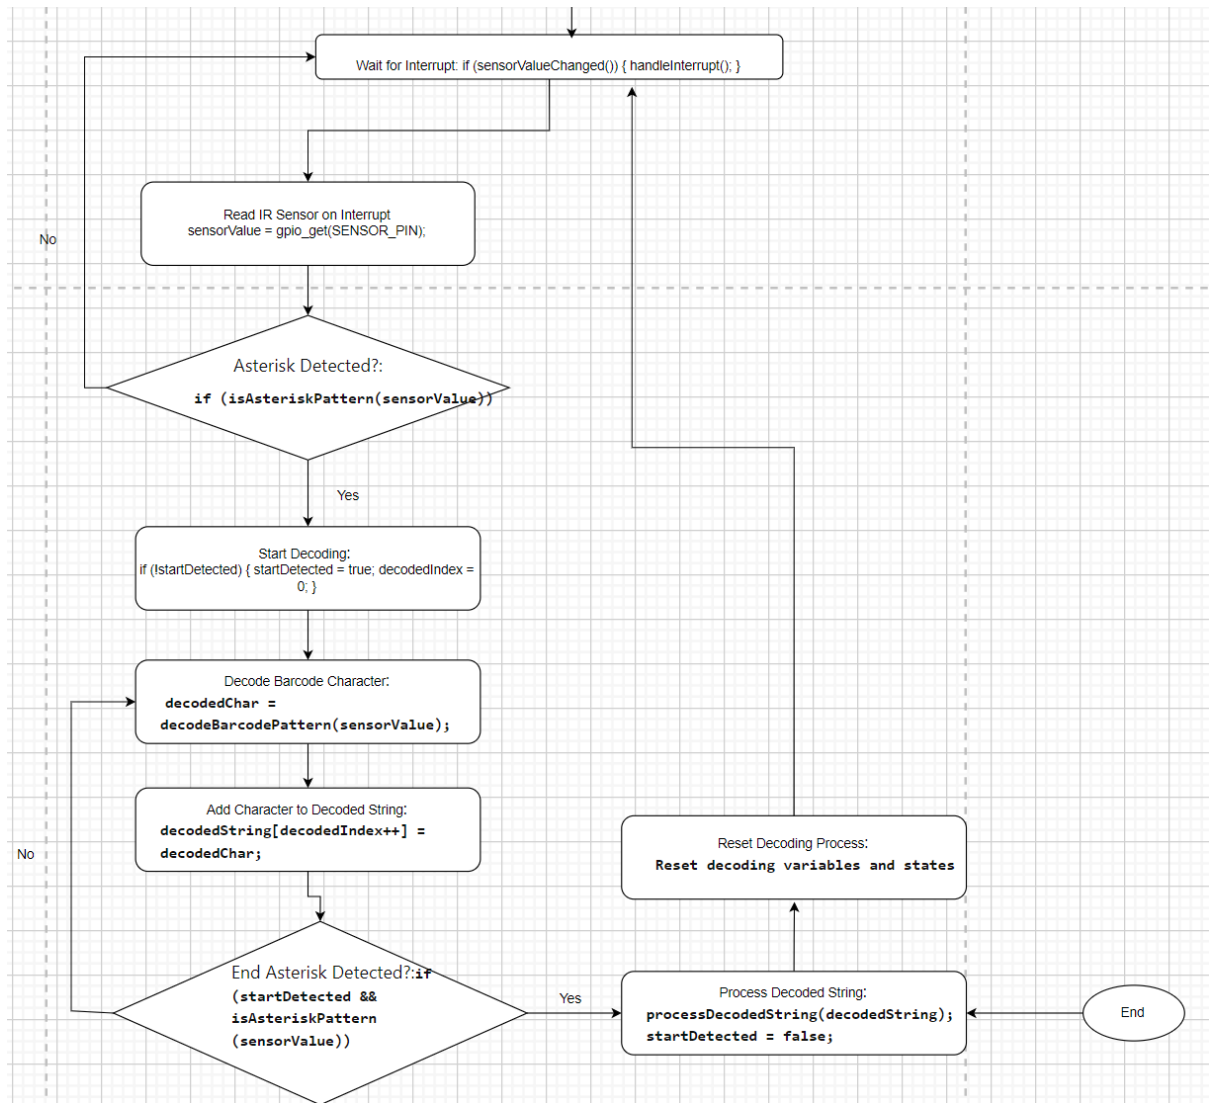 Wait for Interrupt: if (sensorValueChanged()) { handleInterrupt(); }
Read IR Sensor on Interrupt
sensorValue = gpio_get(SENSOR_PIN);
No
Asterisk Detected?:
if (isAsteriskPattern(sensorValue))
Yes
Start Decoding:
if (!startDetected) { startDetected = true; decodedIndex =
0; }
Decode Barcode Character:
decodedChar =
decodeBarcodePattern(sensorValue);
Add Character to Decoded String:
decodedString[decodedIndex++] =
decodedChar;
No
End Asterisk Detected?:if
(startDetected &&
isAsteriskPattern
(sensorValue))
Yes
Reset Decoding Process:
Reset decoding variables and states
Process Decoded String:
processDecodedString(decodedString);
startDetected = false;
End